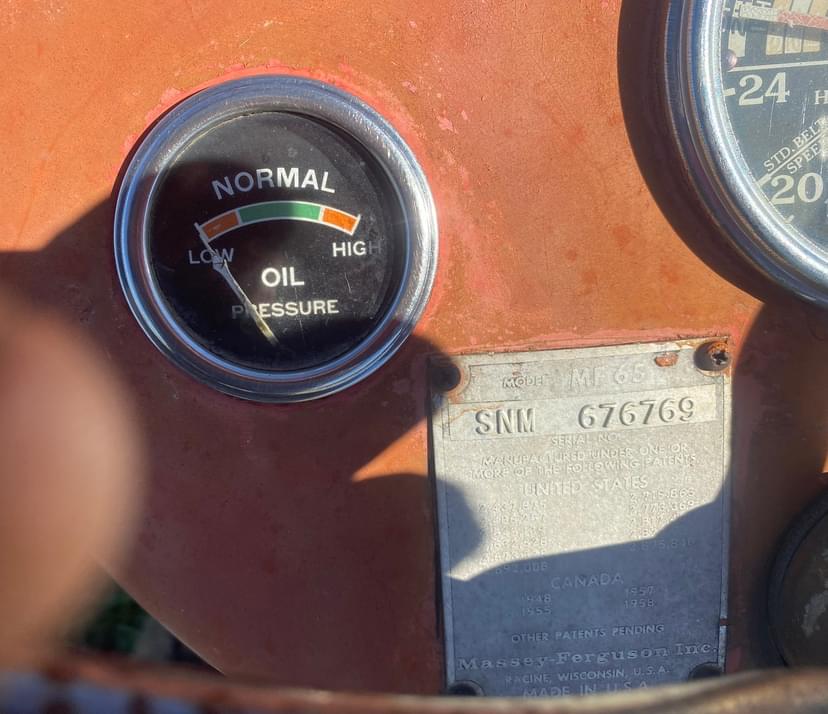 NORMAL
LOW
HIGH
OIL
PRESSURE
24
H
STD. BELT
SPEED
20
MODEL MF 65
SNM 676769
SERIAL NO.
MANUFACTURED UNDER ONE OR
MORE OF THE FOLLOWING PATENTS
UNITED STATES
CANADA
1948 1957
1955 1958
OTHER PATENTS PENDING
Massey-Ferguson Inc.
RACINE, WISCONSIN, U.S.A.
MADE IN U.S.A.